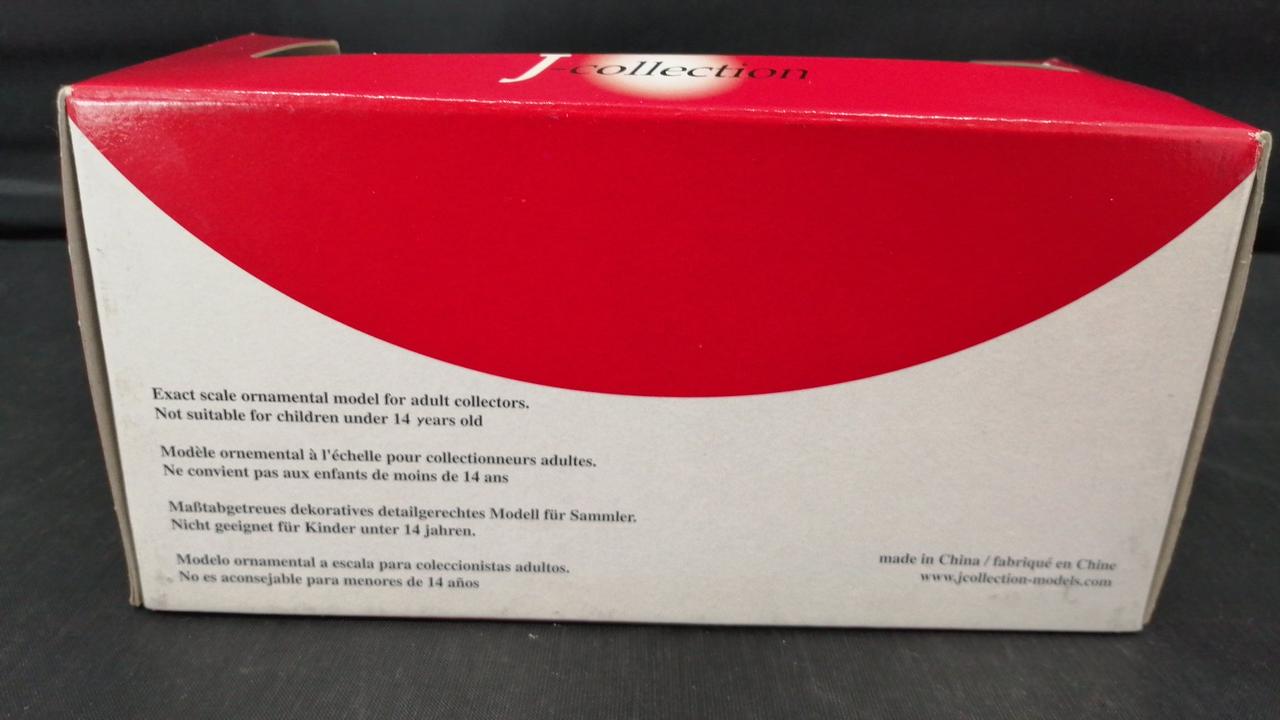 J-collection
Exact scale ornamental model for adult collectors.
Not suitable for children under 14 years old
Modèle ornemental à l'échelle pour collectionneurs adultes.
Ne convient pas aux enfants de moins de 14 ans
Maßtabgetreues dekoratives detailgerechtes Modell für Sammler.
Nicht geeignet für Kinder unter 14 jahren.
Modelo ornamental a escala para coleccionistas adultos.
No es aconsejable para menores de 14 años
made in China / fabriqué en Chine
www.jcollection-models.com